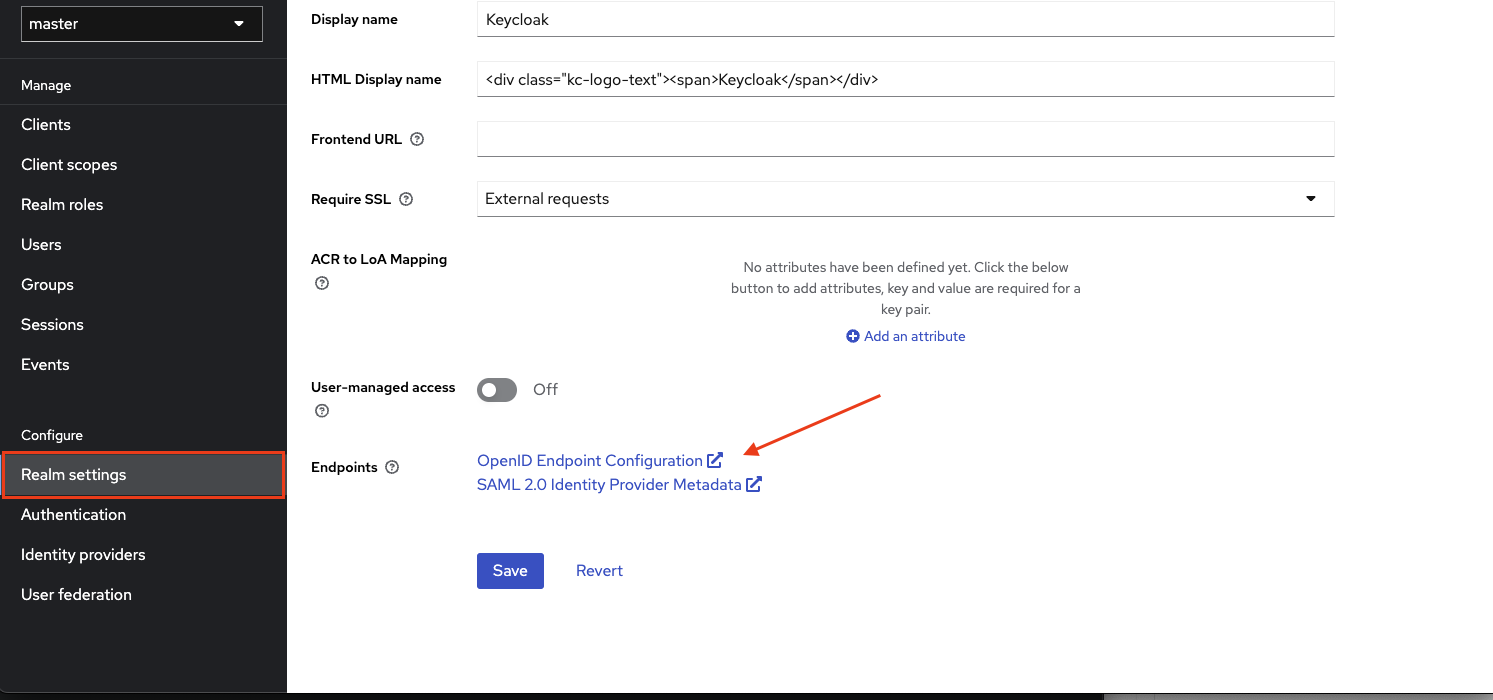 master
Manage
Clients
Client scopes
Realm roles
Users
Groups
Sessions
Events
Configure
Realm settings
Authentication
Identity providers
User federation
Display name
Keycloak
HTML Display name
<div class="kc-logo-text"><span>Keycloak</span></div>
Frontend URL
Require SSL
External requests
ACR to LoA Mapping
No attributes have been defined yet. Click the below
button to add attributes, key and value are required for a
key pair.
Add an attribute
User-managed access
Off
Endpoints
OpenID Endpoint Configuration
SAML 2.0 Identity Provider Metadata
Save
Revert